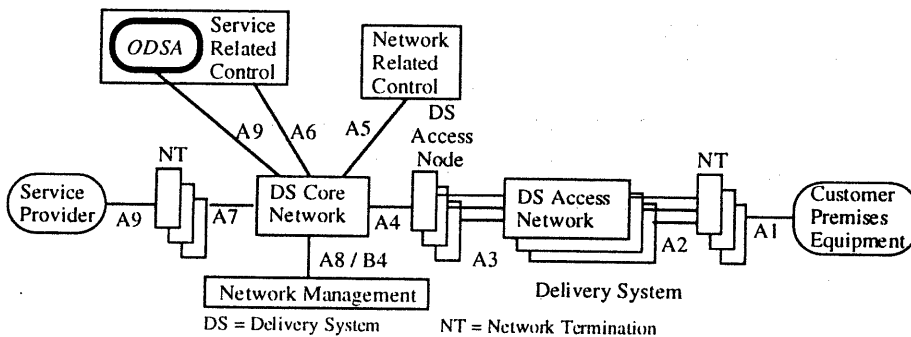 ODSA
Service
Related
Control
Network
Related
Control
A9
A6
A5
DS
Access
Node
NT
NT
Service
Provider
A9
A7
DS Core
Network
A4
A3
DS Access
Network
A2
A1
Customer
Premises
Equipment
A8 / B4
Network Management
Delivery System
DS = Delivery System
NT = Network Termination